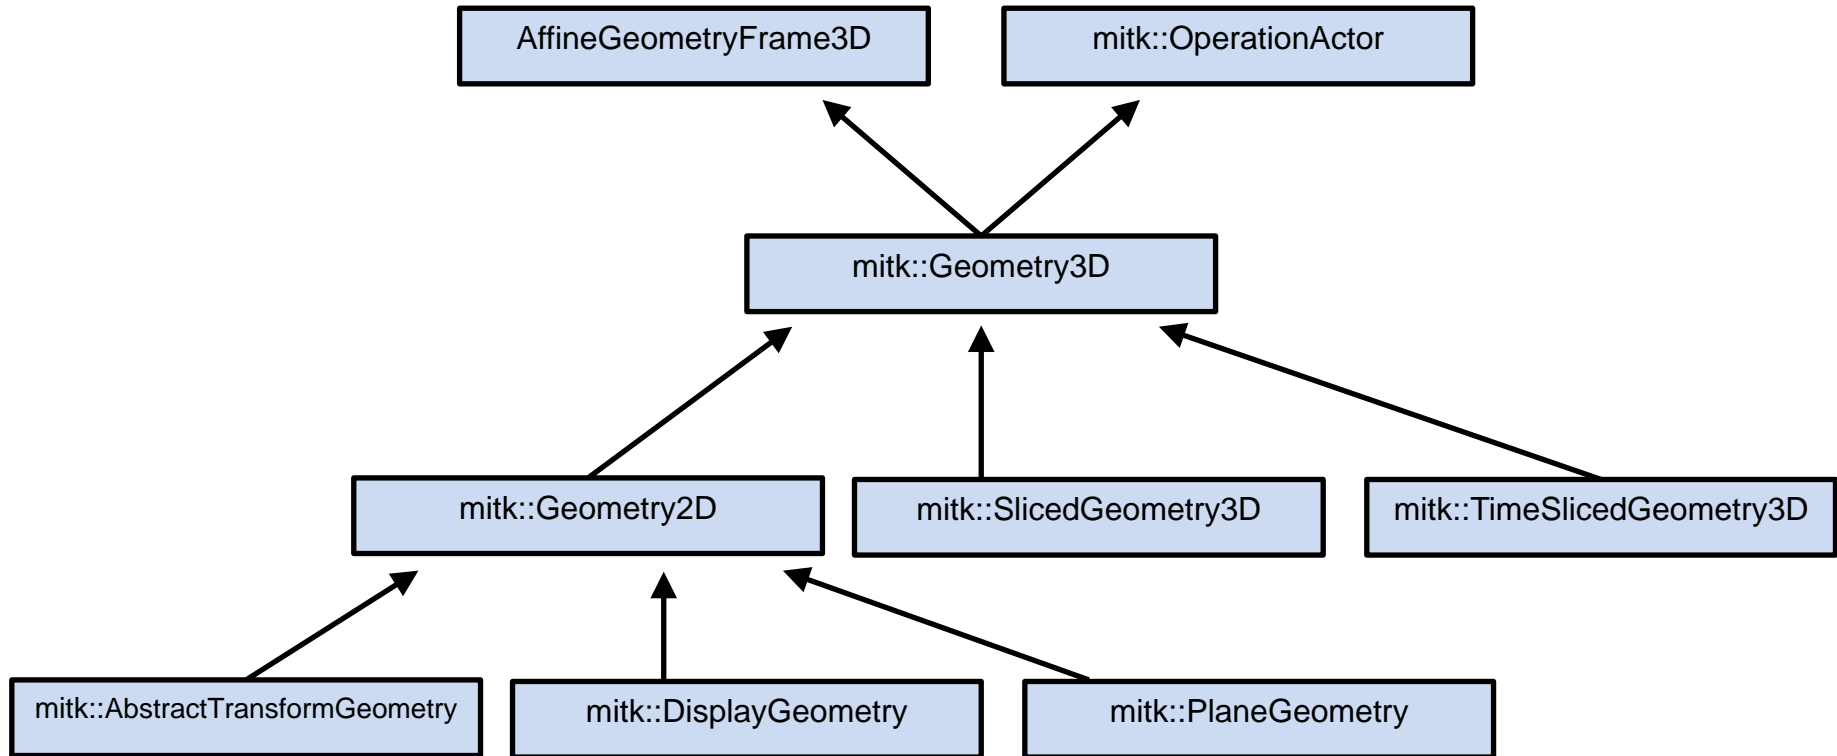 AffineGeometryFrame3D
mitk::OperationActor
mitk::Geometry3D
mitk::Geometry2D
mitk::SlicedGeometry3D
mitk::TimeSlicedGeometry3D
mitk::AbstractTransformGeometry
mitk::DisplayGeometry
mitk::PlaneGeometry